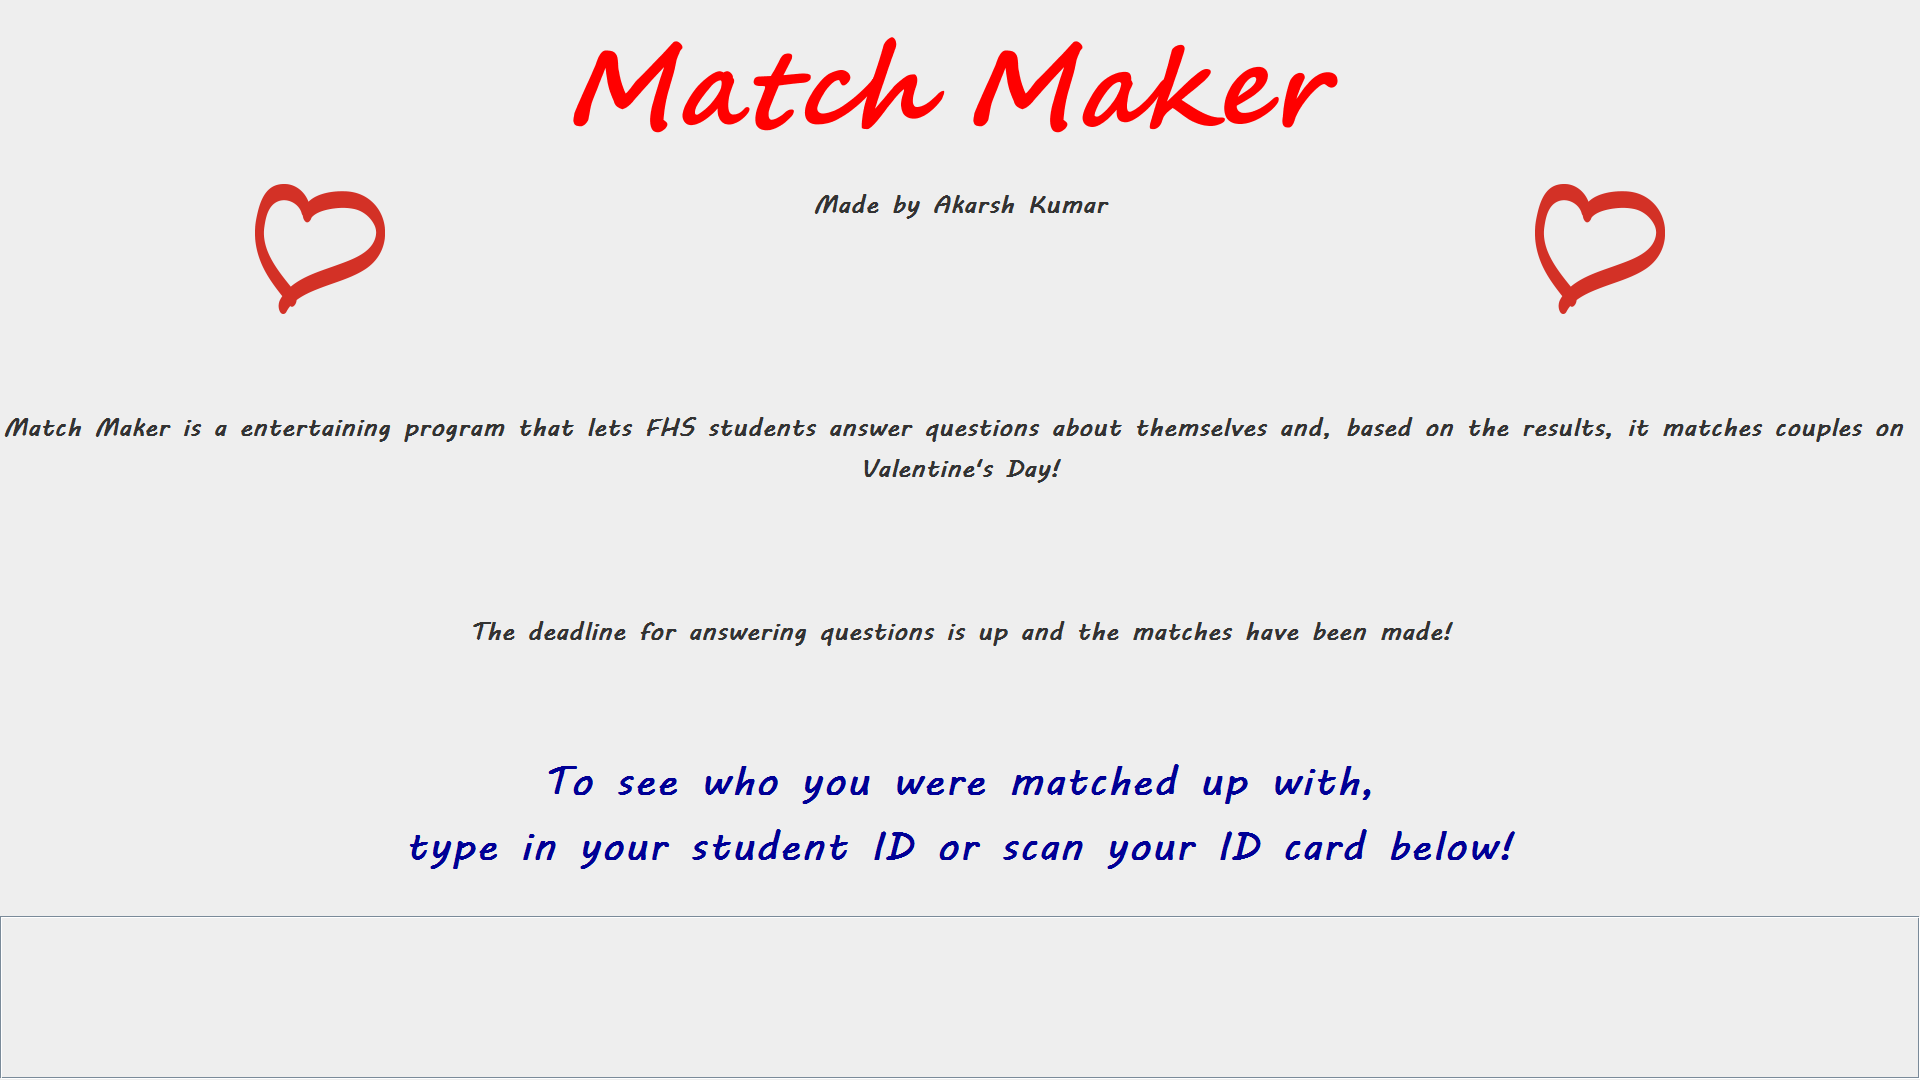 Match Maker
Made by Akarsh Kumar
Match Maker is a entertaining program that lets FHS students answer questions about themselves and, based on the results, it matches couples on
Valentine's Day!
The deadline for answering questions is up and the matches have been made!
To see who you were matched up with,
type in your student ID or scan your ID card below!